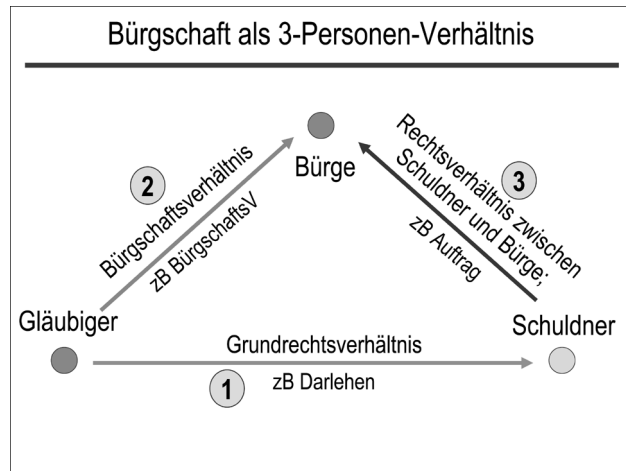 Bürgschaft als 3-Personen-Verhältnis
Bürge
2
Bürgschaftsverhältnis
zB BürgschaftsV
3
Rechtsverhältnis zwischen
Schuldner und Bürge;
zB Auftrag
Gläubiger
Schuldner
Grundrechtsverhältnis
1
zB Darlehen